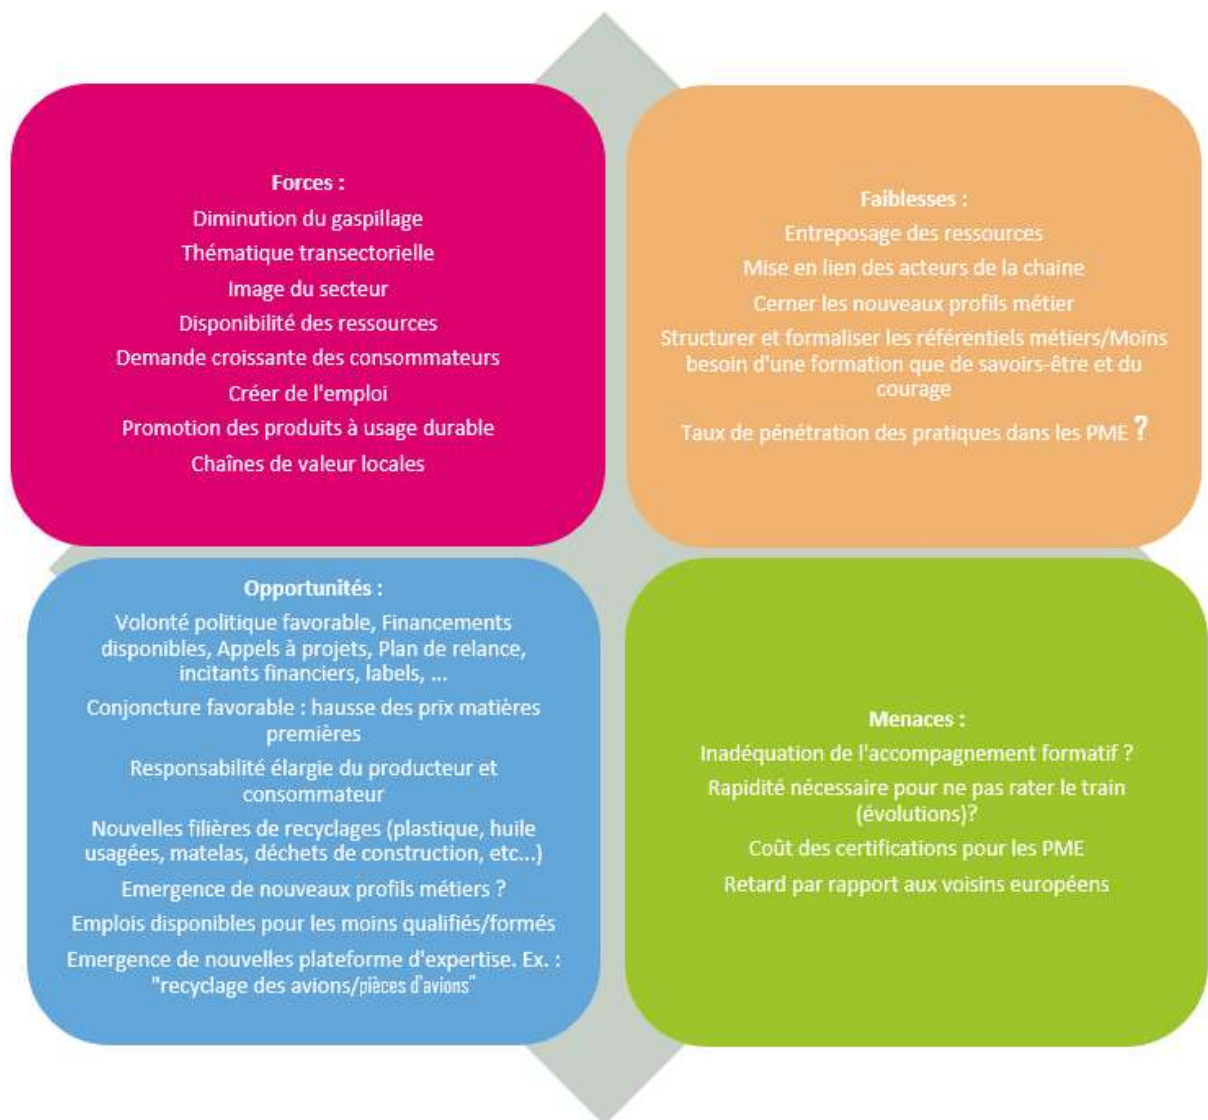 Forces :
Diminution du gaspillage
Thématique transectorielle
Image du secteur
Disponibilité des ressources
Demande croissante des consommateurs
Créer de l'emploi
Promotion des produits à usage durable
Chaînes de valeur locales
Faiblesses :
Entreposage des ressources
Mise en lien des acteurs de la chaine
Cerner les nouveaux profils métier
Structurer et formaliser les référentiels métiers/Moins
besoin d'une formation que de savoirs-être et du
courage
Taux de pénétration des pratiques dans les PME ?
Opportunités :
Volonté politique favorable, Financements
disponibles, Appels à projets, Plan de relance,
incitants financiers, labels, ...
Conjoncture favorable : hausse des prix matières
premières
Responsabilité élargie du producteur et
consommateur
Nouvelles filières de recyclages (plastique, huile
usagées, matelas, déchets de construction, etc...)
Emergence de nouveaux profils métiers ?
Emplois disponibles pour les moins qualifiés/formés
Emergence de nouvelles plateforme d'expertise. Ex. :
"recyclage des avions/pièces d'avions"
Menaces :
Inadéquation de l'accompagnement formatif ?
Rapidité nécessaire pour ne pas rater le train
(évolutions)?
Coût des certifications pour les PME
Retard par rapport aux voisins européens